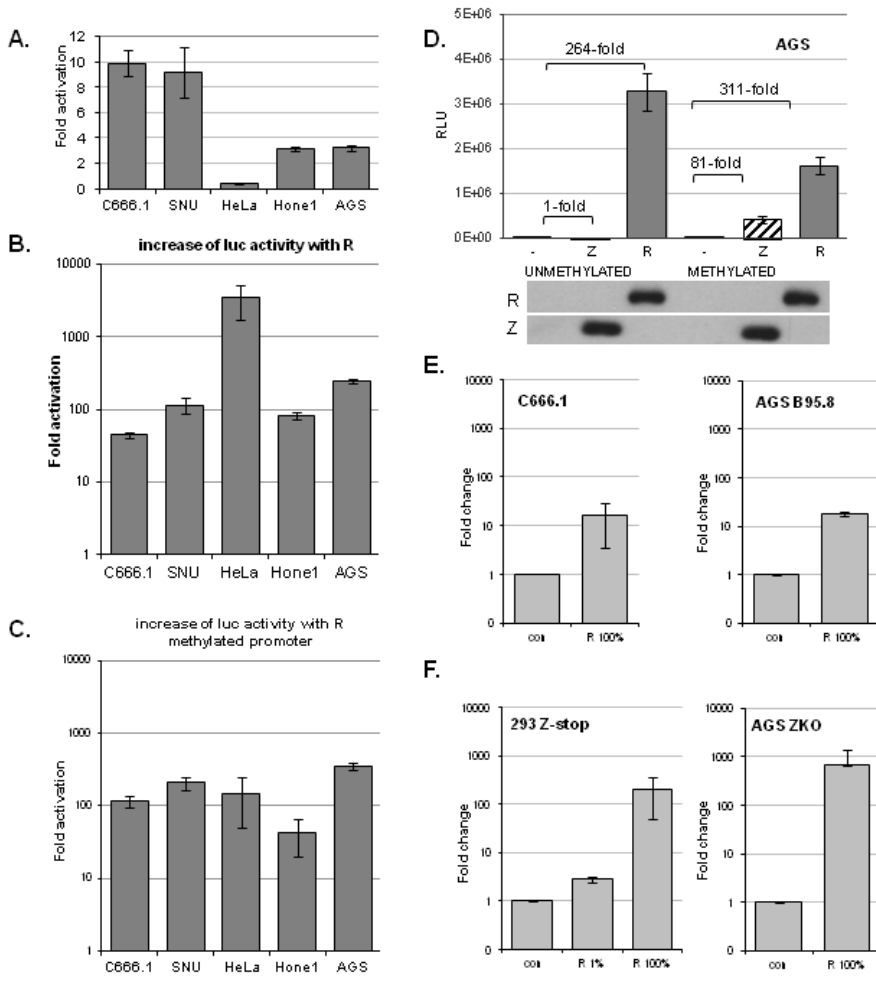 A.
Fold activation
12
10
8
6
4
2
0
C666.1 SNU HeLa Hone1 AGS
B.
increase of luc activity with R
Fold activation
10000
1000
100
10
1
C666.1 SNU HeLa Hone1 AGS
C.
increase of luc activity with R
methylated promoter
Fold activation
10000
1000
100
10
1
C666.1 SNU HeLa Hone1 AGS
D.
AGS
RLU
5E+06
4E+06
3E+06
2E+06
1E+06
0E+00
264-fold
311-fold
81-fold
1-fold
- Z R - Z R
UNMETHYLATED METHYLATED
R
Z
E.
C666.1
Fold change
10000
1000
100
10
1
0
con R 100%
AGS B95.8
Fold change
10000
1000
100
10
1
0
con R 100%
F.
293 Z-stop
Fold change
10000
1000
100
10
1
0
con R 1% R 100%
AGS ZKO
Fold change
10000
1000
100
10
1
0
con R 100%